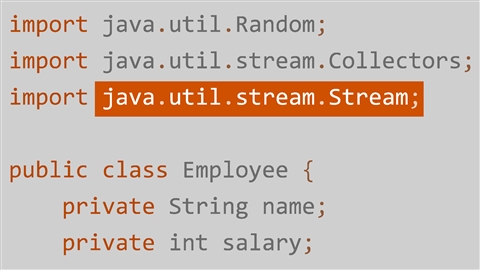 import java.util.Random;
import java.util.stream.Collectors;
import java.util.stream.Stream;
public class Employee {
private String name;
private int salary;